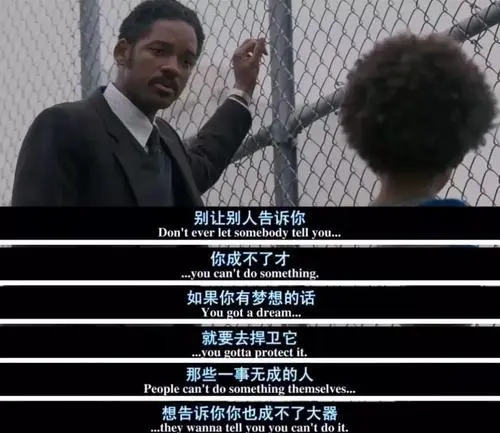 别让别人告诉你
Don't ever let somebody tell you...
你成不了才
...you can't do something.
如果你有梦想的话
You got a dream...
就要去捍卫它
...you gotta protect it.
那些一事无成的人
People can't do something themselves...
想告诉你你也成不了大器
...they wanna tell you you can't do it.